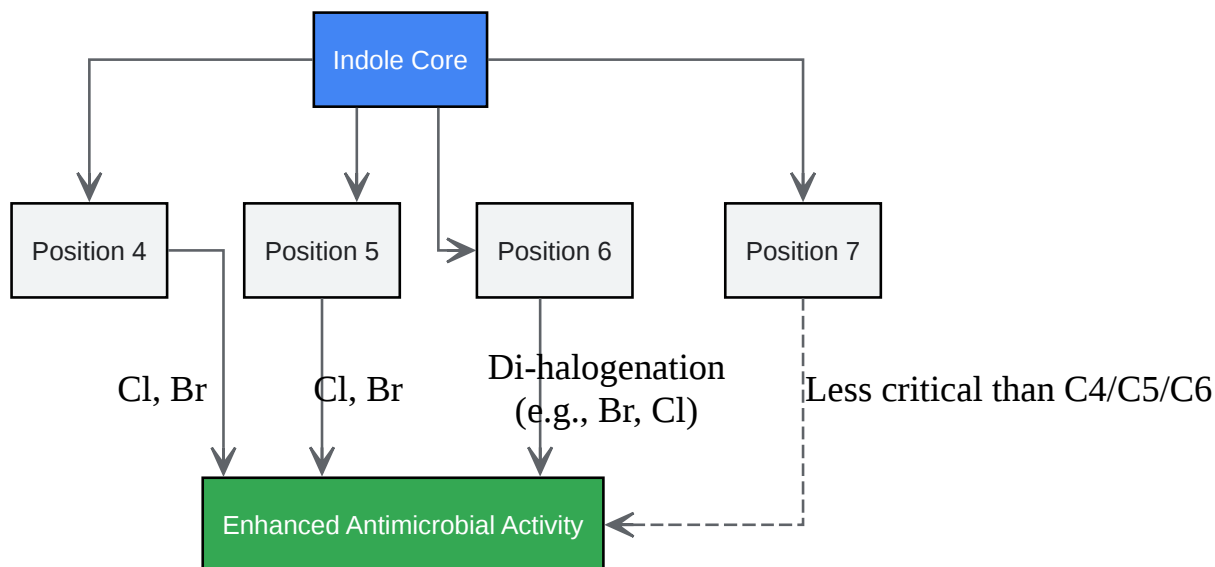 Indole Core
Position 4
Position 5
Position 6
Position 7
Cl, Br
Cl, Br
Di-halogenation
(e.g., Br, Cl)
Less critical than C4/C5/C6
Enhanced Antimicrobial Activity